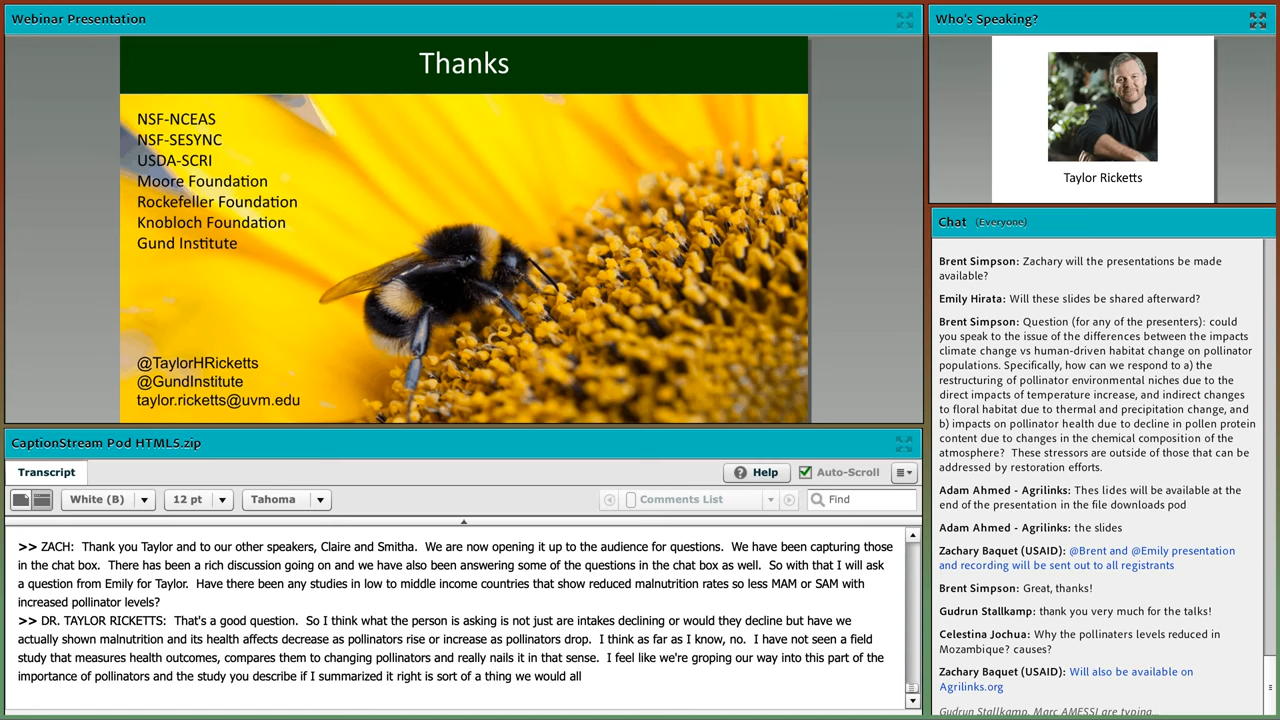 Webinar Presentation
Thanks
NSF-NCEAS
NSF-SESYNC
USDA-SCRI
Moore Foundation
Rockefeller Foundation
Knobloch Foundation
Gund Institute
@TaylorHRicketts
@GundInstitute
taylor.ricketts@uvm.edu
CaptionStream Pod HTML5.zip
Transcript
Help
Auto-Scroll
White (B)
12 pt
Tahoma
Comments List
Find
>> ZACH:  Thank you Taylor and to our other speakers, Claire and Smitha.  We are now opening it up to the audience for questions.  We have been capturing those
in the chat box.  There has been a rich discussion going on and we have also been answering some of the questions in the chat box as well.  So with that I will ask
a question from Emily for Taylor.  Have there been any studies in low to middle income countries that show reduced malnutrition rates so less MAM or SAM with
increased pollinator levels?
>> DR. TAYLOR RICKETTS:  That's a good question.  So I think what the person is asking is not just are intakes declining or would they decline but have we
actually shown malnutrition and its health affects decrease as pollinators rise or increase as pollinators drop.  I think as far as I know, no.  I have not seen a field
study that measures health outcomes, compares them to changing pollinators and really nails it in that sense.  I feel like we're groping our way into this part of the
importance of pollinators and the study you describe if I summarized it right is sort of a thing we would all
Who's Speaking?
Taylor Ricketts
Chat (Everyone)
Brent Simpson: Zachary will the presentations be made
available?
Emily Hirata: Will these slides be shared afterward?
Brent Simpson: Question (for any of the presenters): could
you speak to the issue of the differences between the impacts
climate change vs human-driven habitat change on pollinator
populations. Specifically, how can we respond to a) the
restructuring of pollinator environmental niches due to the
direct impacts of temperature increase, and indirect changes
to floral habitat due to thermal and precipitation change, and
b) impacts on pollinator health due to decline in pollen protein
content due to changes in the chemical composition of the
atmosphere?  These stressors are outside of those that can be
addressed by restoration efforts.
Adam Ahmed - Agrilinks: Thes lides will be available at the
end of the presentation in the file downloads pod
Adam Ahmed - Agrilinks: the slides
Zachary Baquet (USAID): @Brent and @Emily presentation
and recording will be sent out to all registrants
Brent Simpson: Great, thanks!
Gudrun Stallkamp: thank you very much for the talks!
Celestina Jochua: Why the pollinaters levels reduced in
Mozambique? causes?
Zachary Baquet (USAID): Will also be available on
Agrilinks.org
Gudrun Stallkamp, Marc AMESSI are typing...